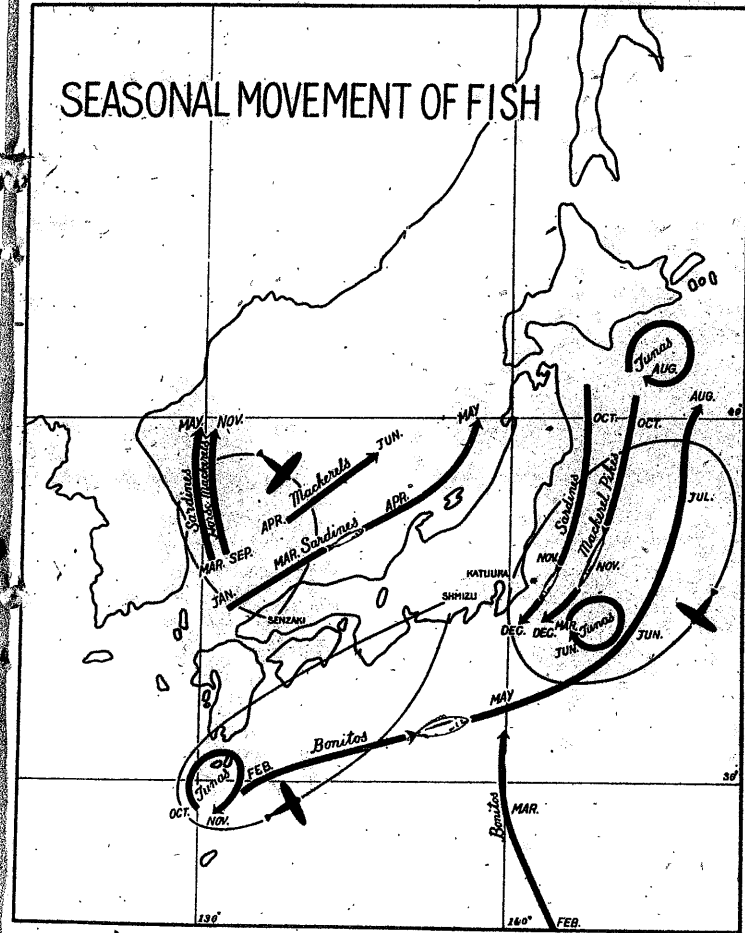 SEASONAL MOVEMENT OF FISH
Tunas
AUG.
AUG.
40°
MAY
NOV.
MAY
OCT.
OCT.
JUN.
Mackerels
Sardines
Horse Mackerels
Sardines
Mackerel Pikes
JUL.
APR.
APR.
MAR. Sardines
MAR. SEP.
NOV.
NOV.
KATUURA
JAN.
SHMIZU
SENZAKI
DEC.
DEC.
MAR.
Tunas
JUN.
JUN.
MAY
Bonitos
FEB.
Tunas
30°
OCT.
NOV.
Bonitos
MAR.
130°
140°
FEB.